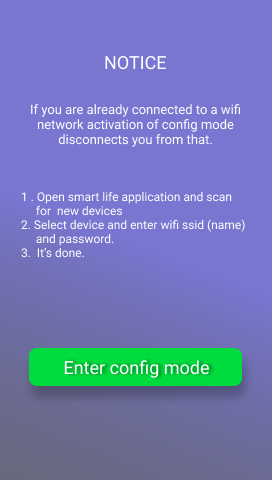 NOTICE
If you are already connected to a wifi
network activation of config mode
disconnects you from that.
1 . Open smart life application and scan
for  new devices
2. Select device and enter wifi ssid (name)
and password.
3.  It's done.
Enter config mode